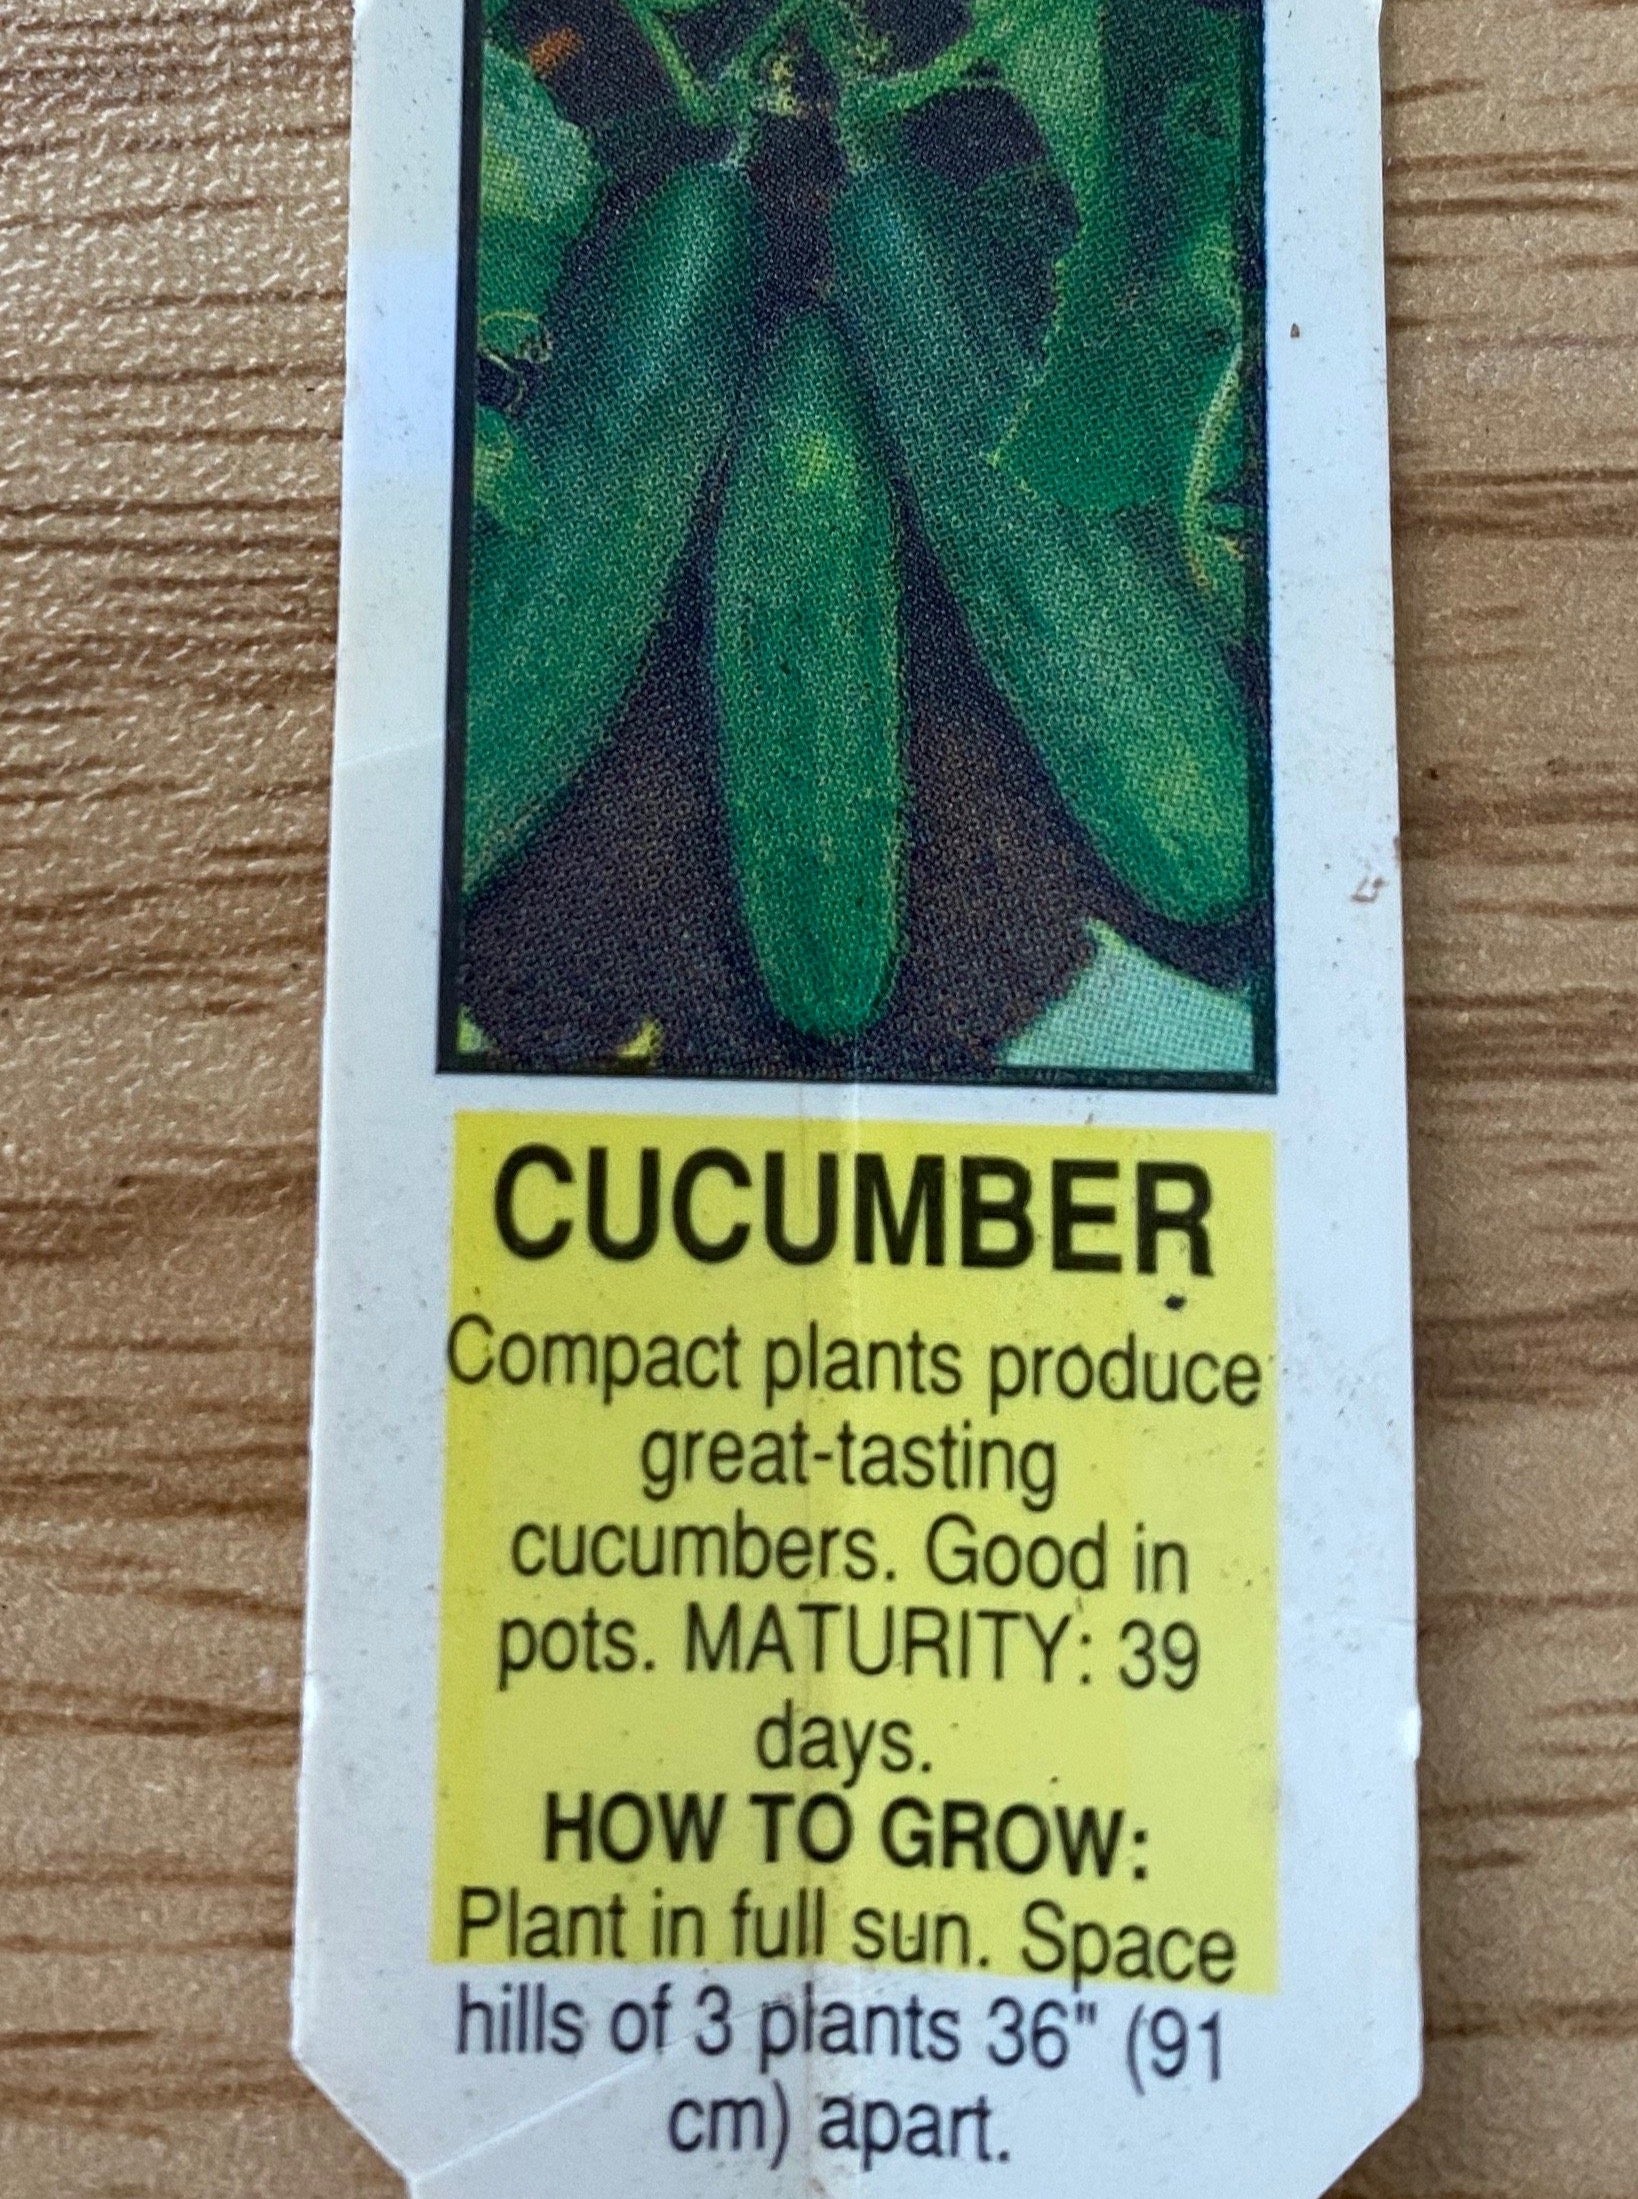 CUCUMBER
Compact plants produce
great-tasting
cucumbers. Good in
pots. MATURITY: 39
days.
HOW TO GROW:
Plant in full sun. Space
hills of 3 plants 36" (91
cm) apart.